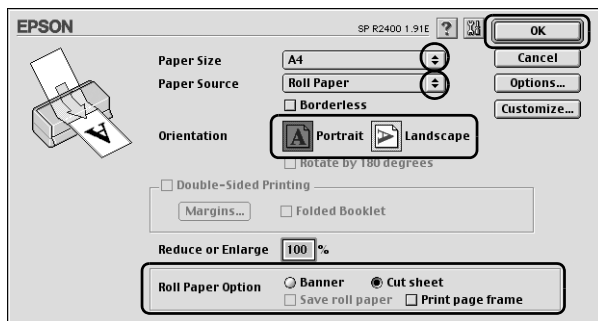 EPSON SP R2400 1.91E ? OK
Paper Size A4 Cancel
Paper Source Roll Paper Options...
Borderless Customize...
Orientation A Portrait A Landscape
Rotate by 180 degrees
Double-Sided Printing
Margins... Folded Booklet
Reduce or Enlarge 100 %
Roll Paper Option Banner Cut sheet
Save roll paper Print page frame
A